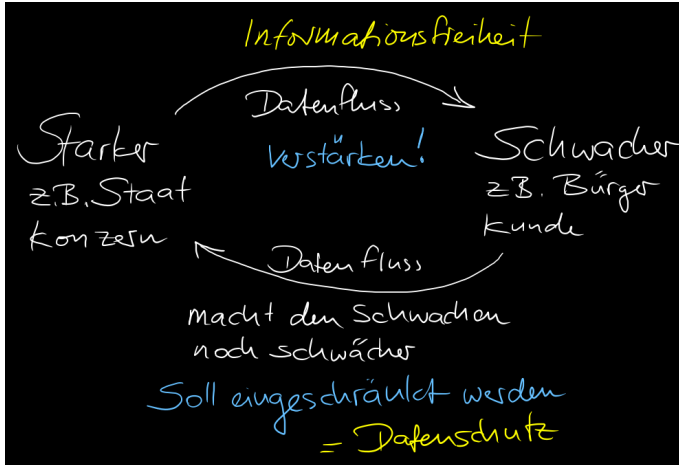 Informationsfreiheit
Datenfluss
verstärken!
Starker
z.B. Staat
Konzern
Schwacher
z.B. Bürger
Kunde
Datenfluss
macht den Schwachen
noch schwächer
Soll eingeschränkt werden
= Datenschutz